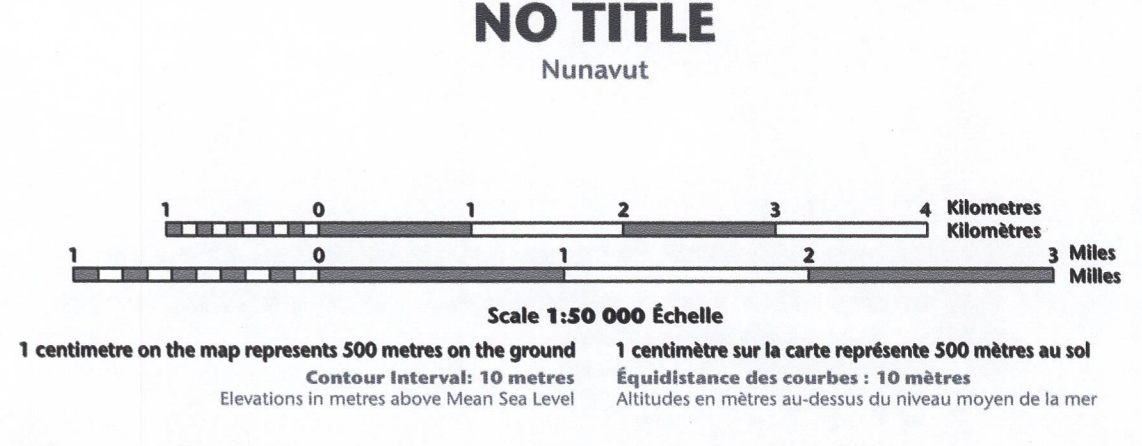 NO TITLE
Nunavut
1 0 1 2 3 4 Kilometres
Kilomètres
1 0 1 2 3 Miles
Milles
Scale 1:50 000 Échelle
1 centimetre on the map represents 500 metres on the ground
Contour Interval: 10 metres
Elevations in metres above Mean Sea Level
1 centimètre sur la carte représente 500 mètres au sol
Équidistance des courbes : 10 mètres
Altitudes en mètres au-dessus du niveau moyen de la mer